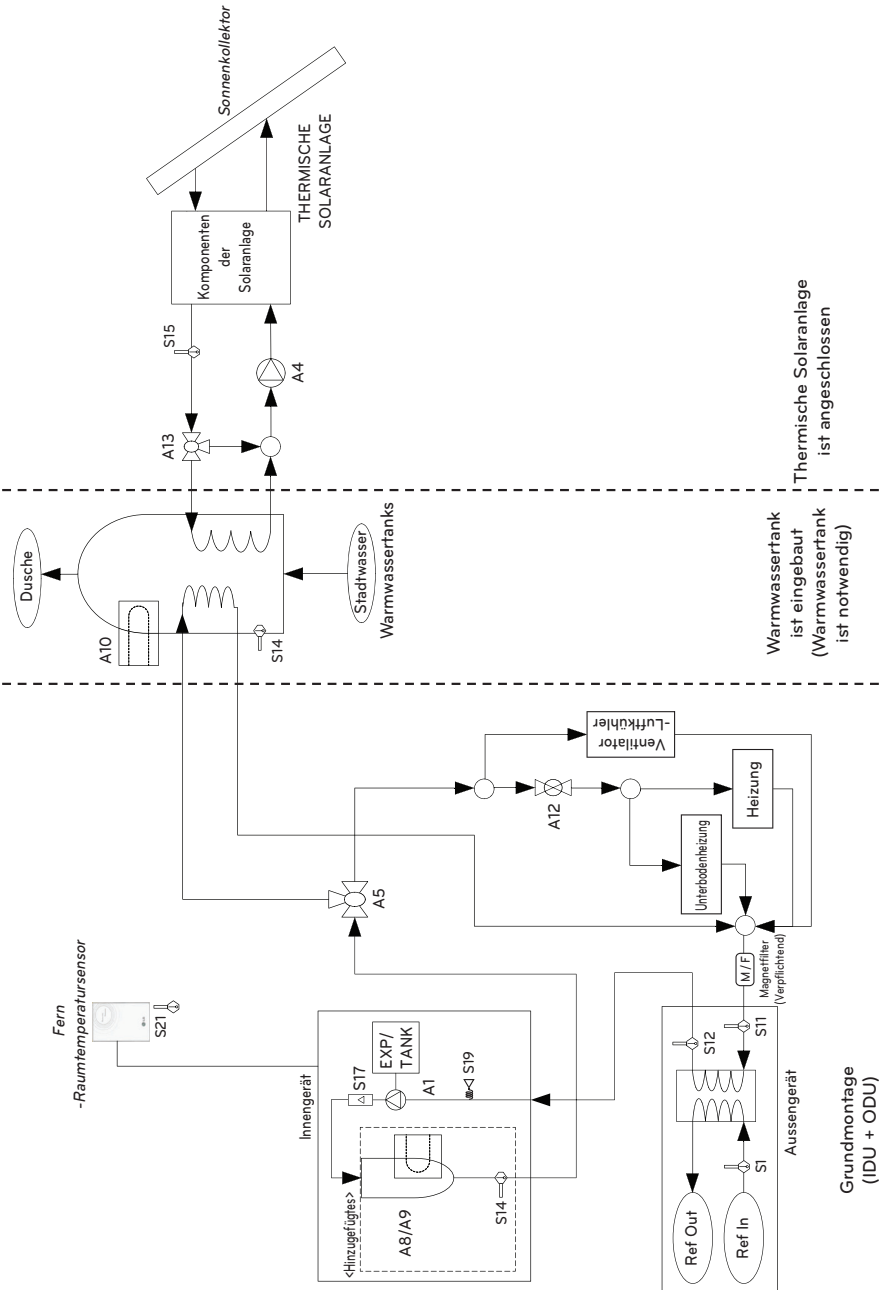 Sonnenkollektor
THERMISCHE
SOLARANLAGE
Komponenten
der
Solaranlage
S15
A4
A13
Thermische Solaranlage
ist angeschlossen
Dusche
A10
S14
Stadtwasser
Warmwassertanks
Warmwassertank
ist eingebaut
(Warmwassertank
ist notwendig)
Fern
-Raumtemperatursensor
S21
A5
A12
Ventilator
-Luftkühler
Heizung
Unterbodenheizung
M / F
Magnetfilter
(Verpflichtend)
Innengerät
EXP/
TANK
S17
A1
S19
<Hinzugefügtes>
A8/A9
S14
S12
S11
S1
Aussengerät
Ref Out
Ref In
Grundmontage
(IDU + ODU)